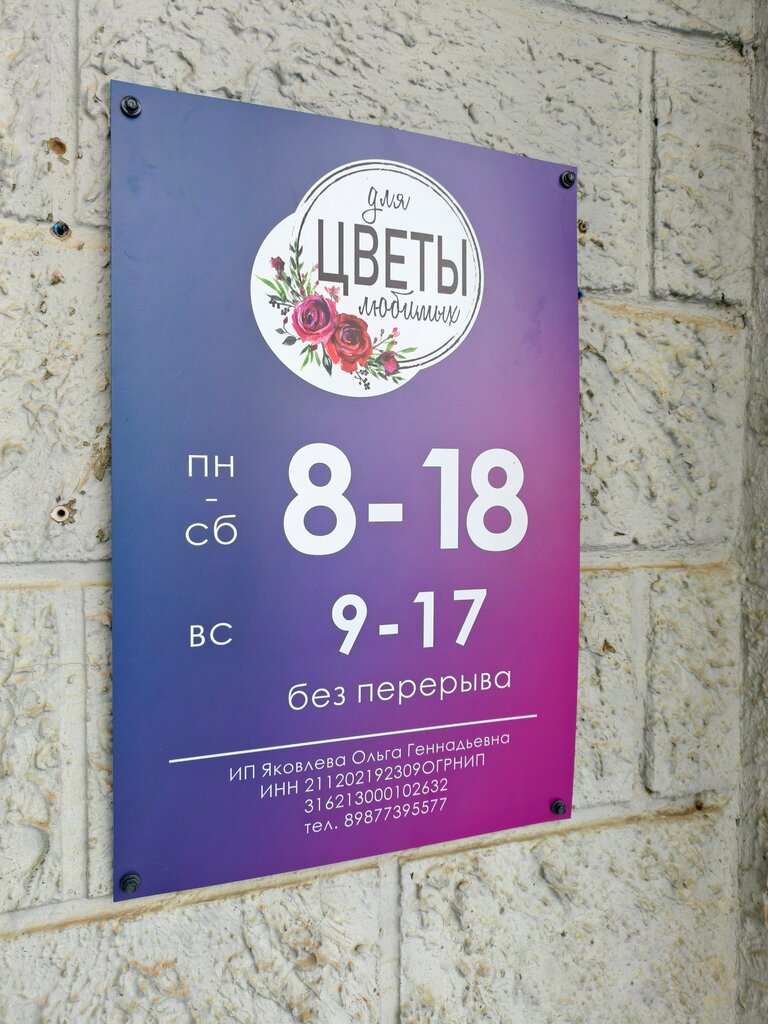 для
ЦВЕТЫ
любимых
пн
-
сб
8-18
вс
9-17
без перерыва
ИП Яковлева Ольга Геннадьевна
ИНН 211202192309ОГРНИП
316213000102632
тел. 89877395577